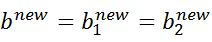 b^{new} = b_1^{new} = b_2^{new}